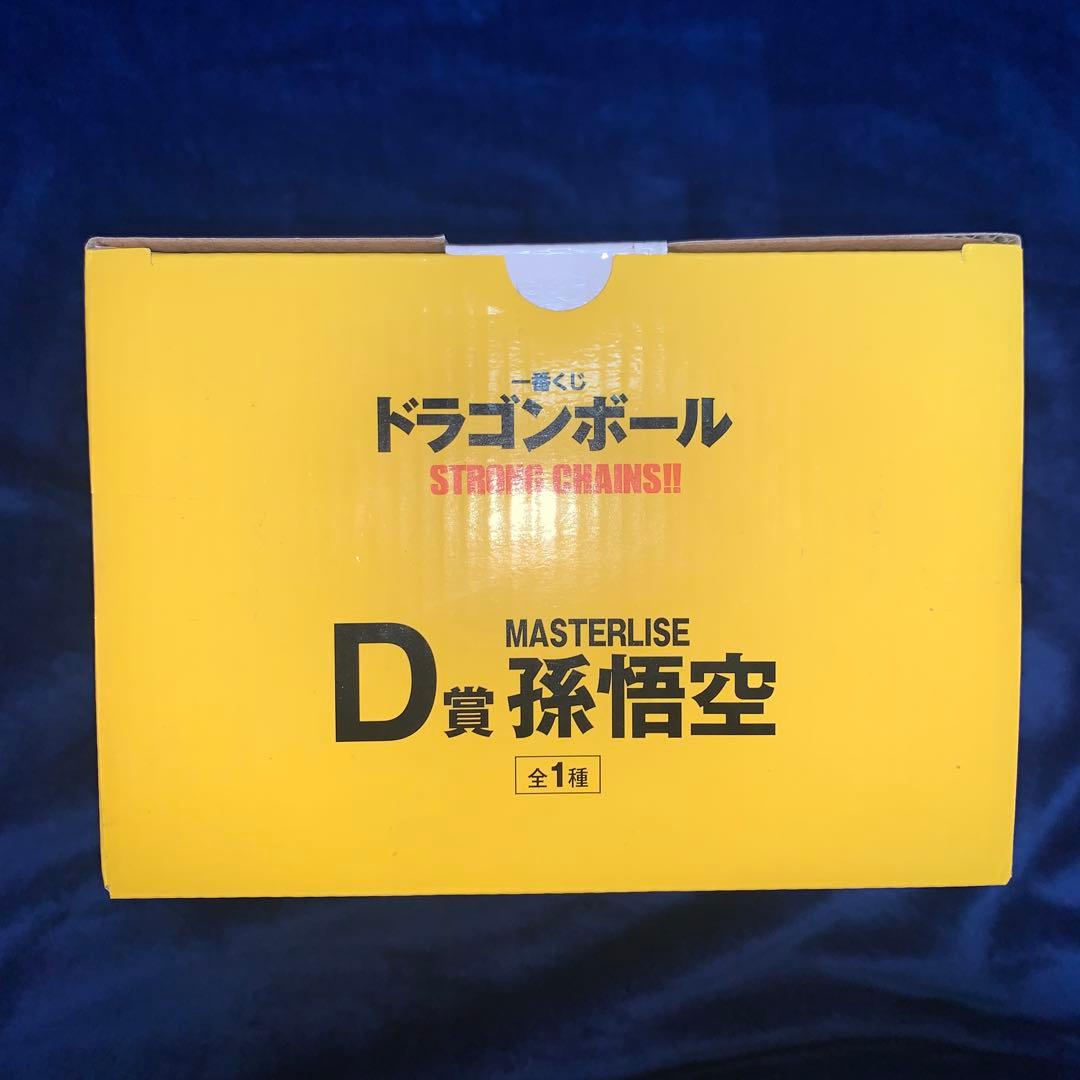 一番くじ
ドラゴンボール
STRONG CHAINS!!
MASTERLISE
D賞 孫悟空
全1種